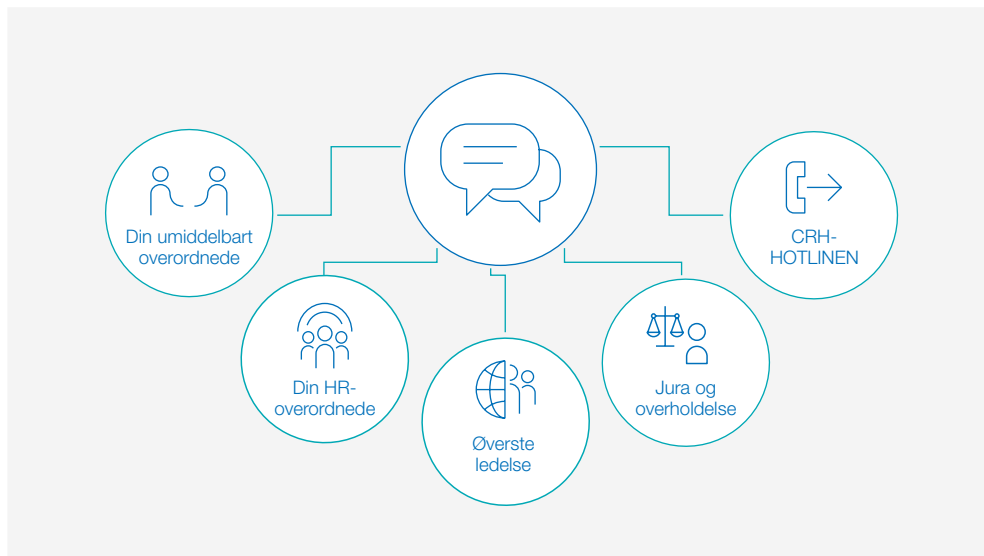 Din umiddelbart
overordnede
Din HR-
overordnede
Øverste
ledelse
Jura og
overholdelse
CRH-
HOTLINEN